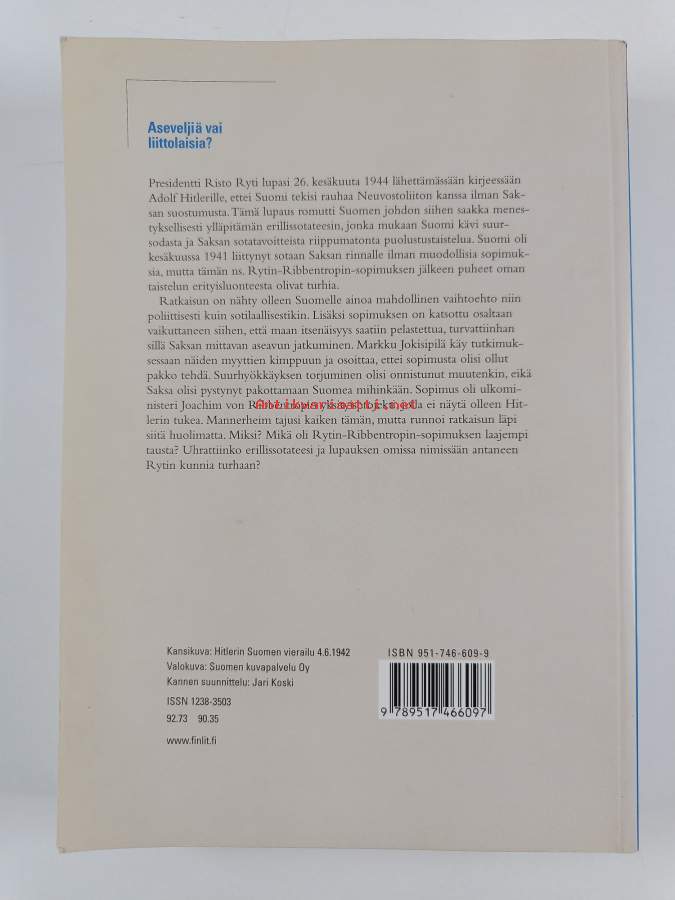 Aseveljiä vai
liittolaisia?
Presidentti Risto Ryti lupasi 26. kesäkuuta 1944 lähettämässään kirjeessään
Adolf Hitlerille, ettei Suomi tekisi rauhaa Neuvostoliiton kanssa ilman Sak-
san suostumusta. Tämä lupaus romutti Suomen johdon siihen saakka menes-
tyksellisesti ylläpitämän erillissotateesin, jonka mukaan Suomi kävi suur-
sodasta ja Saksan sotatavoitteista riippumatonta puolustustaistelua. Suomi oli
kesäkuussa 1941 liittynyt sotaan Saksan rinnalle ilman muodollisia sopimuk-
sia, mutta tämän ns. Rytin-Ribbentropin-sopimuksen jälkeen puheet oman
taistelun erityisluonteesta olivat turhia.
Ratkaisun on nähty olleen Suomelle ainoa mahdollinen vaihtoehto niin
poliittisesti kuin sotilaallisestikin. Lisäksi sopimuksen on katsottu osaltaan
vaikuttaneen siihen, että maan itsenäisyys saatiin pelastettua, turvattiinhan
sillä Saksan mittavan aseavun jatkuminen. Markku Jokisipilä käy tutkimuk-
sessaan näiden myyttien kimppuun ja osoittaa, ettei sopimusta olisi ollut
pakko tehdä. Suurhyökkäyksen torjuminen olisi onnistunut muutenkin, eikä
Saksa olisi pystynyt pakottamaan Suomea mihinkään. Sopimus oli ulkomi-
nisteri Joachim von Ribbentropin jolla ei näytä olleen Hit-
Antikvariaatti.net
lerin tukea. Mannerheim tajusi kaiken tämän, mutta runnoi ratkaisun läpi
siitä huolimatta. Miksi? Mikä oli Rytin-Ribbentropin-sopimuksen laajempi
tausta? Uhrattiinko erillissotateesi ja lupauksen omissa nimissään antaneen
Rytin kunnia turhaan?
Kansikuva: Hitlerin Suomen vierailu 4.6.1942
Valokuva: Suomen kuvapalvelu Oy
Kannen suunnittelu: Jari Koski
ISSN 1238-3503
92.73 90.35
www.finlit.fi
ISBN 951-746-609-9
9 789517 466097